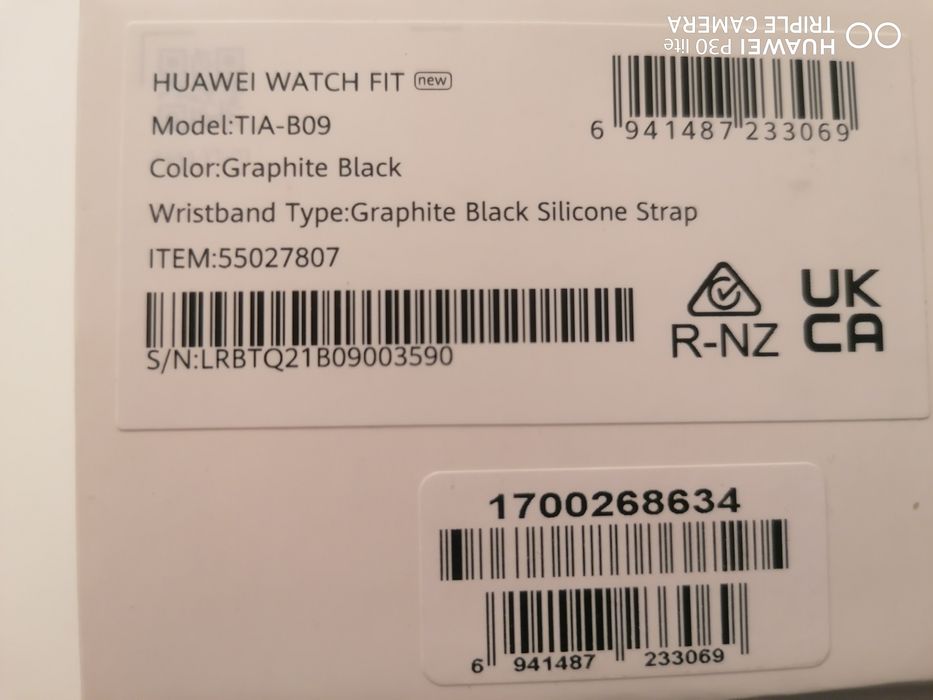 HUAWEI P30 lite
TRIPLE CAMERA
HUAWEI WATCH FIT new
Model:TIA-B09
Color:Graphite Black
Wristband Type:Graphite Black Silicone Strap
ITEM:55027807
S/N:LRBTQ21B09003590
6 941487 233069
R-NZ
UK
CA
1700268634
6 941487 233069